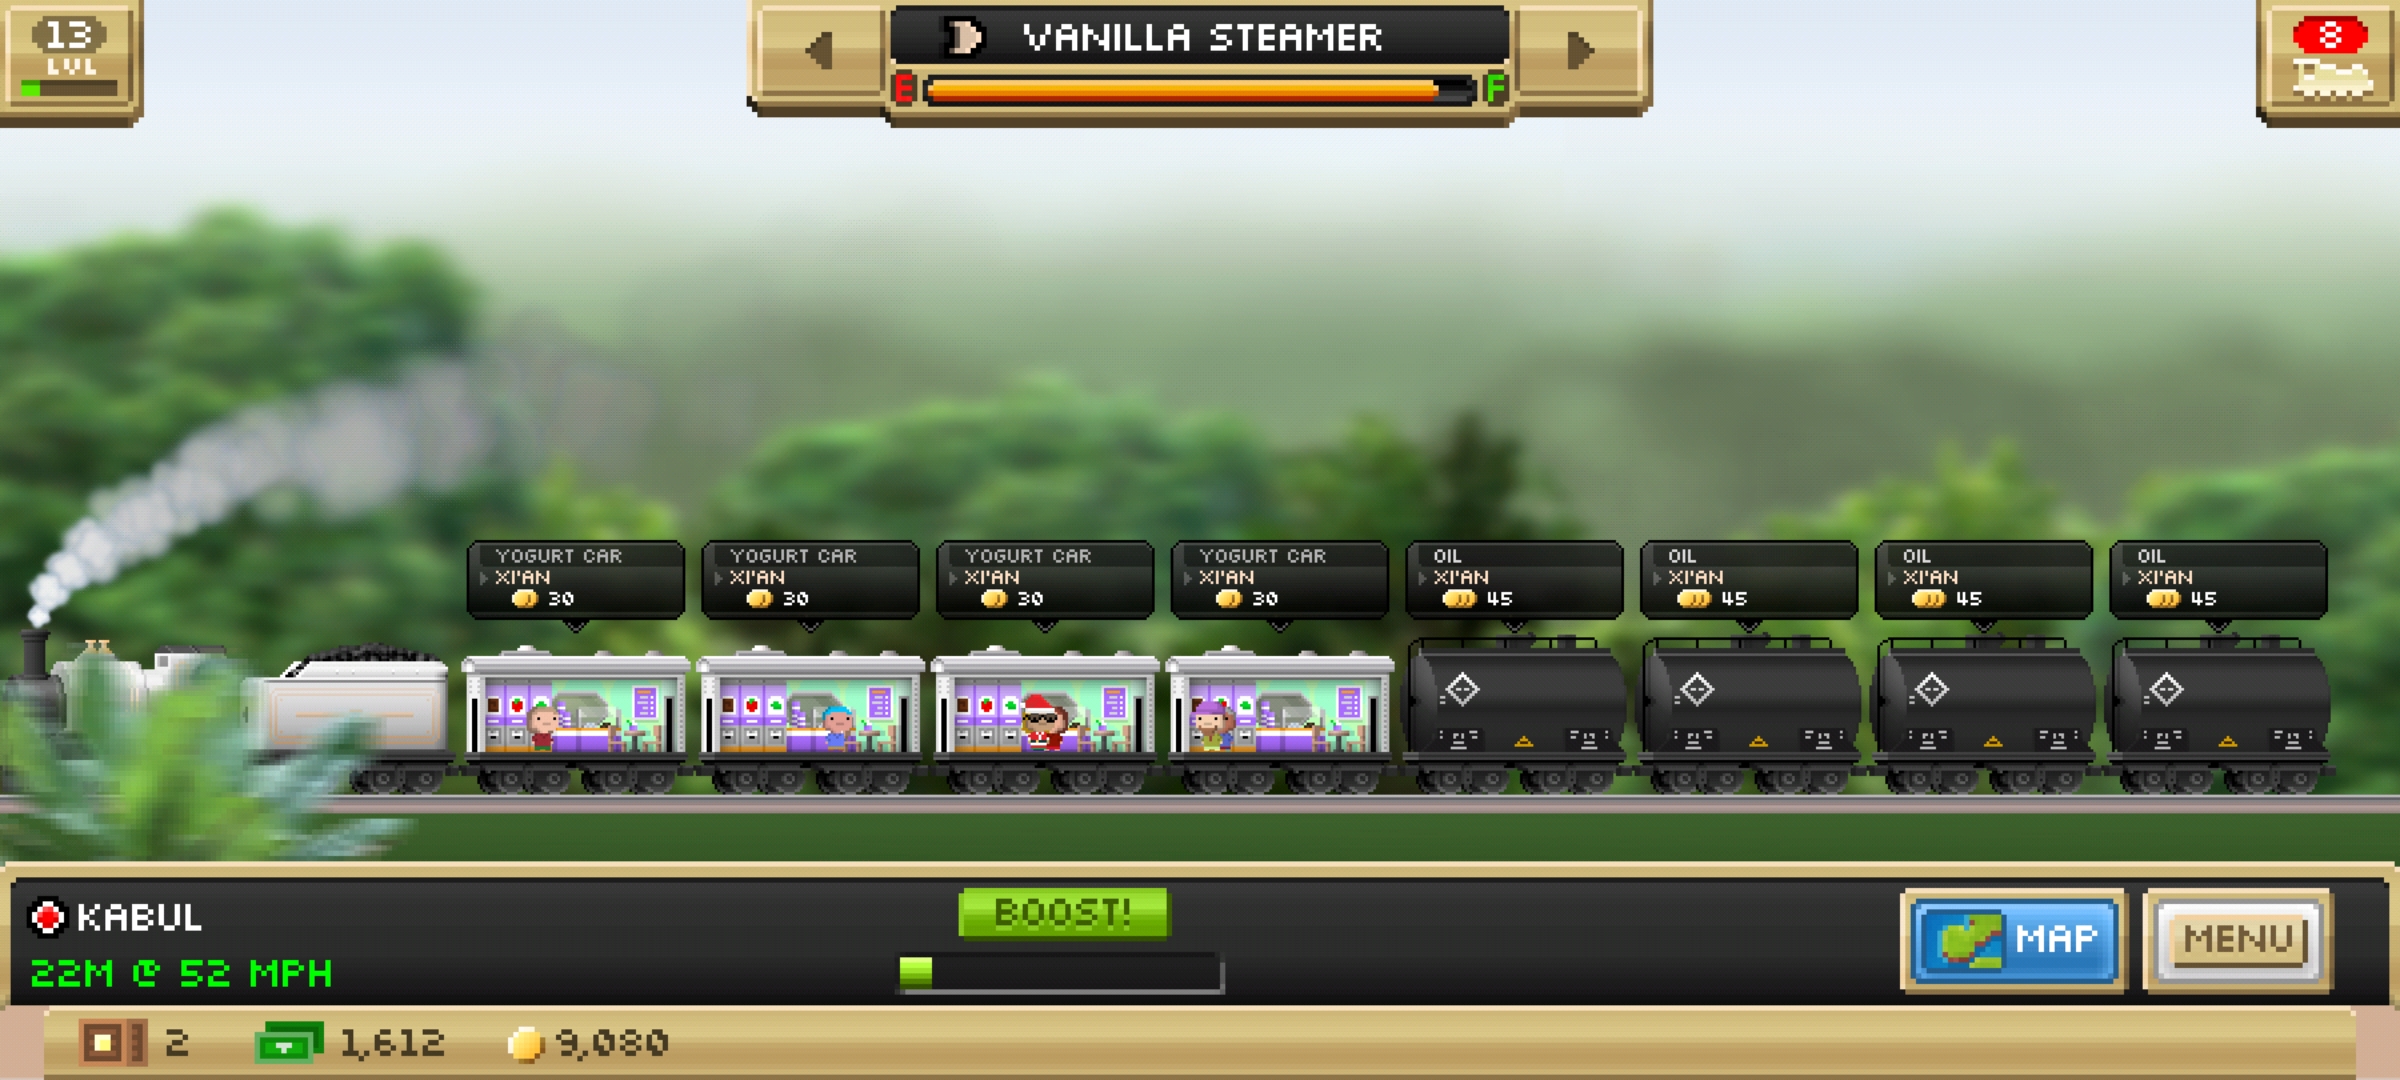 13
LVL
VANILLA STEAMER
E F
8
YOGURT CAR
XI'AN
30
YOGURT CAR
XI'AN
30
YOGURT CAR
XI'AN
30
YOGURT CAR
XI'AN
30
OIL
XI'AN
45
OIL
XI'AN
45
OIL
XI'AN
45
OIL
XI'AN
45
KABUL
22M @ 52 MPH
BOOST!
MAP
MENU
2
1,612
9,080